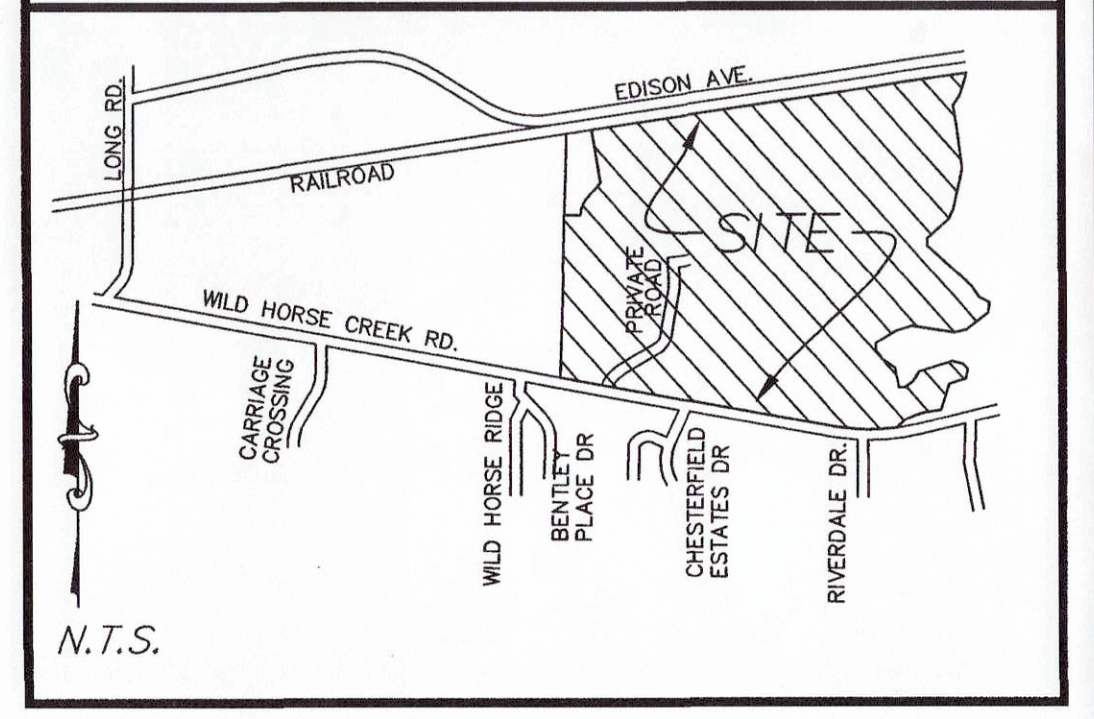 EDISON AVE.
LONG RD.
RAILROAD
SITE
PRIVATE
ROAD
WILD HORSE CREEK RD.
CARRIAGE
CROSSING
WILD HORSE RIDGE
BENTLEY
PLACE DR
CHESTERFIELD
ESTATES DR
RIVERDALE DR.
N.T.S.